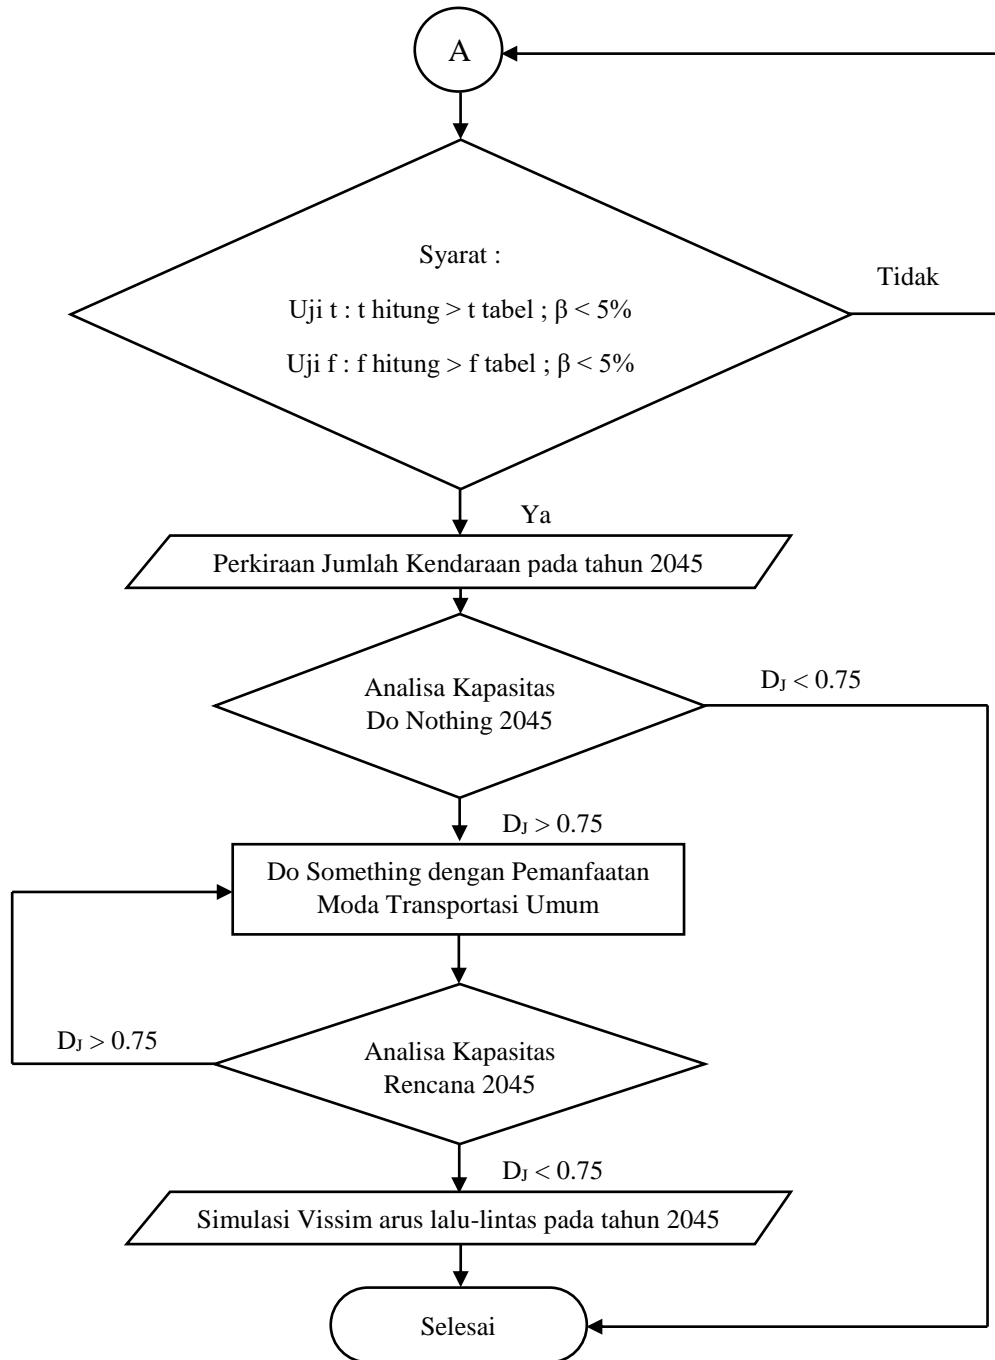 A
Syarat :
Uji t : t hitung > t tabel ; β < 5%
Uji f : f hitung > f tabel ; β < 5%
Tidak
Ya
Perkiraan Jumlah Kendaraan pada tahun 2045
Analisa Kapasitas
Do Nothing 2045
DJ < 0.75
DJ > 0.75
Do Something dengan Pemanfaatan
Moda Transportasi Umum
DJ > 0.75
Analisa Kapasitas
Rencana 2045
DJ < 0.75
Simulasi Vissim arus lalu-lintas pada tahun 2045
Selesai